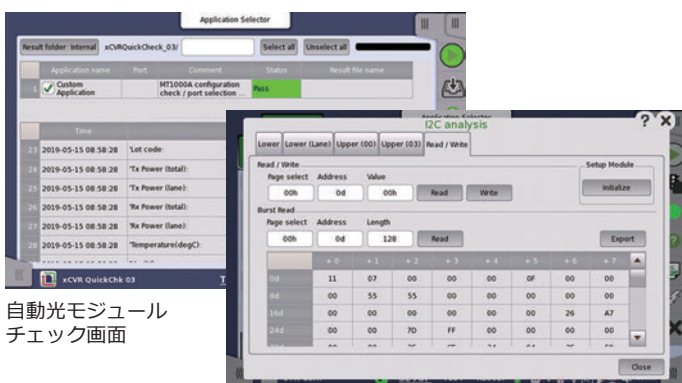 Application Selector
Result folder: Internal xCVRQuickCheck_03/ Select all Unselect all
Application name Port Comment Status Result file name
1 Custom Application MT1000A configuration check / port selection ... Pass
Time
23 2019-05-15 08:58:28 'Lot code:
24 2019-05-15 08:58:28 'Tx Power (total):
25 2019-05-15 08:58:28 'Tx Power (lane):
26 2019-05-15 08:58:28 'Rx Power (total):
27 2019-05-15 08:58:28 'Rx Power (lane):
28 2019-05-15 08:58:28 'Temperature(degC):
xCVR QuickChk 03
自動光モジュール
チェック画面
I2C analysis ? X
Lower Lower (Lane) Upper (00) Upper (03) Read / Write
Read / Write Setup Module
Page select Address Value
00h 0d 00h Read Write Initialize
Burst Read
Page select Address Length
00h 0d 128 Read Export
+ 0 + 1 + 2 + 3 + 4 + 5 + 6 + 7
0d 11 07 00 00 00 0F 00 00
8d 00 55 55 00 00 00 00 00
16d 00 00 00 00 00 00 26 A7
24d 00 00 7D FF 00 00 00 00
Close